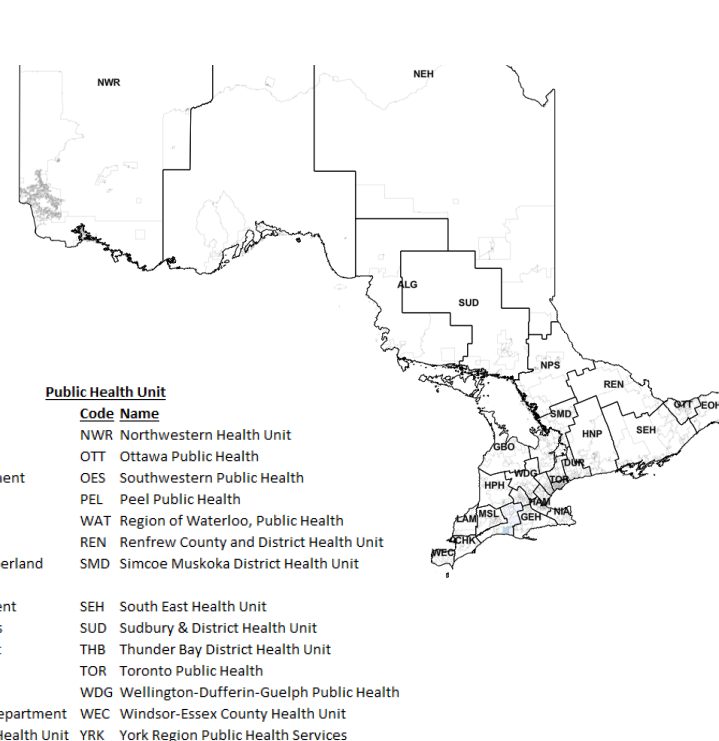 NWR
NEH
ALG
SUD
NPS
REN
OTT EOH
SMD
HNP
SEH
GBO
DUR
WDG
TOR
HPH
HAM
MSL
LAM
GEH
NIA
CHK
WEC
Public Health Unit
Code Name
NWR Northwestern Health Unit
OTT Ottawa Public Health
OES Southwestern Public Health
PEL Peel Public Health
WAT Region of Waterloo, Public Health
REN Renfrew County and District Health Unit
SMD Simcoe Muskoka District Health Unit
SEH South East Health Unit
SUD Sudbury & District Health Unit
THB Thunder Bay District Health Unit
TOR Toronto Public Health
WDG Wellington-Dufferin-Guelph Public Health
epartment WEC Windsor-Essex County Health Unit
Health Unit YRK York Region Public Health Services